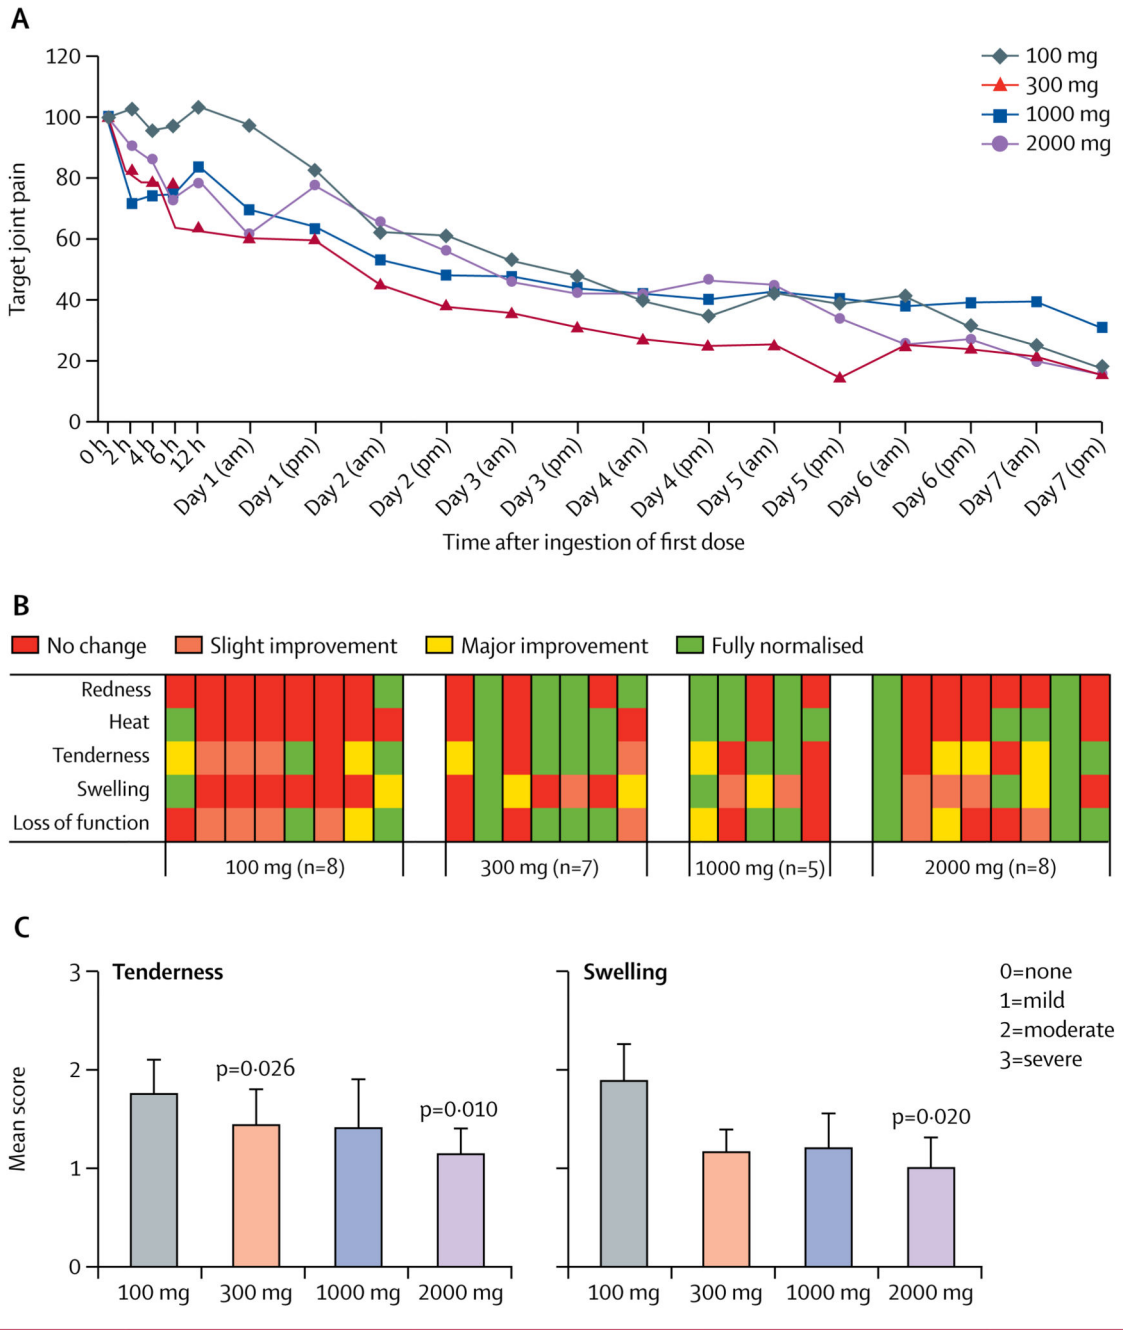 A
120
100
80
60
40
20
0
Target joint pain
100 mg
300 mg
1000 mg
2000 mg
0 h
2 h
4 h
6 h
12 h
Day 1 (am)
Day 1 (pm)
Day 2 (am)
Day 2 (pm)
Day 3 (am)
Day 3 (pm)
Day 4 (am)
Day 4 (pm)
Day 5 (am)
Day 5 (pm)
Day 6 (am)
Day 6 (pm)
Day 7 (am)
Day 7 (pm)
Time after ingestion of first dose
B
No change Slight improvement Major improvement Fully normalised
Redness
Heat
Tenderness
Swelling
Loss of function
100 mg (n=8) 300 mg (n=7) 1000 mg (n=5) 2000 mg (n=8)
C
Mean score
3
2
1
0
Tenderness
p=0·026
p=0·010
100 mg 300 mg 1000 mg 2000 mg
Swelling
p=0·020
100 mg 300 mg 1000 mg 2000 mg
0=none
1=mild
2=moderate
3=severe